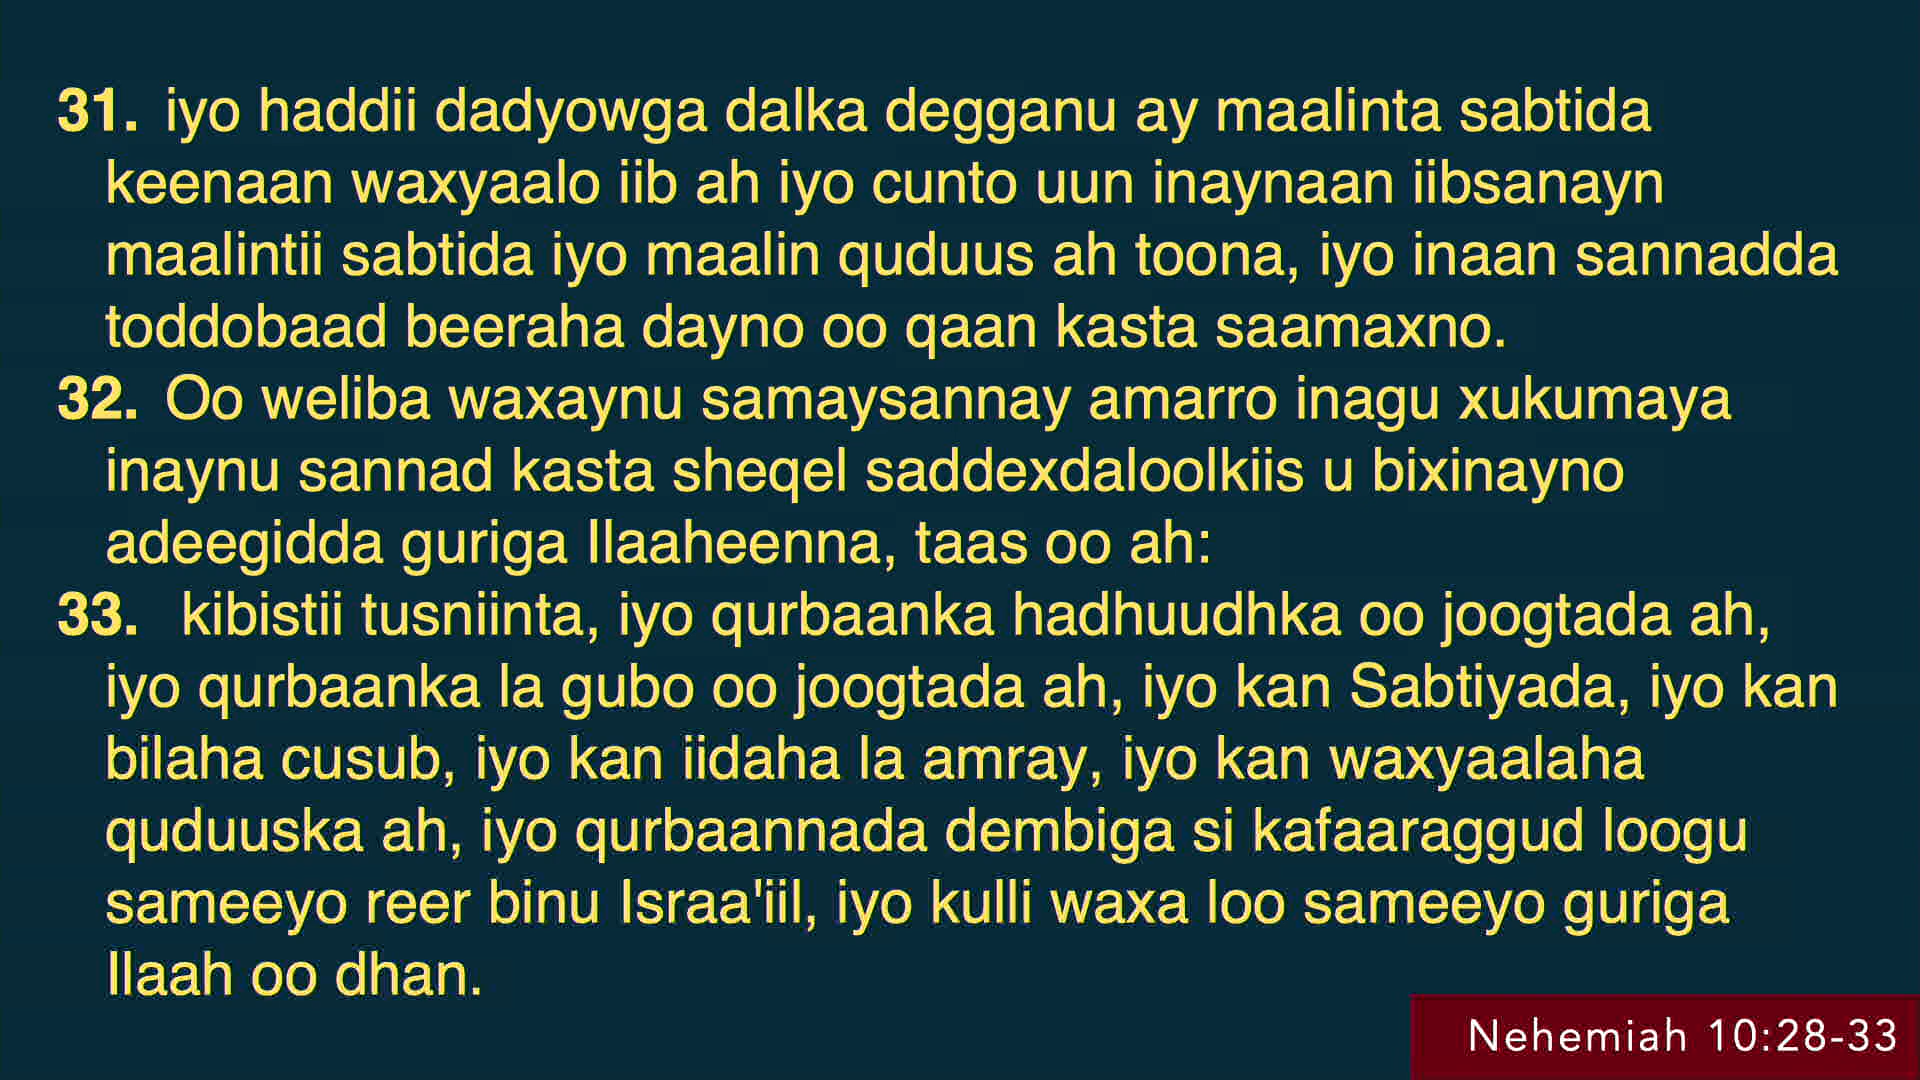 31. iyo haddii dadyowga dalka degganu ay maalinta sabtida
keenaan waxyaalo iib ah iyo cunto uun inaynaan iibsanayn
maalintii sabtida iyo maalin quduus ah toona, iyo inaan sannadda
toddobaad beeraha dayno oo qaan kasta saamaxno.
32. Oo weliba waxaynu samaysannay amarro inagu xukumaya
inaynu sannad kasta sheqel saddexdaloolkiis u bixinayno
adeegidda guriga Ilaaheenna, taas oo ah:
33. kibistii tusniinta, iyo qurbaanka hadhuudhka oo joogtada ah,
iyo qurbaanka la gubo oo joogtada ah, iyo kan Sabtiyada, iyo kan
bilaha cusub, iyo kan iidaha la amray, iyo kan waxyaalaha
quduuska ah, iyo qurbaannada dembiga si kafaaraggud loogu
sameeyo reer binu Israa'iil, iyo kulli waxa loo sameeyo guriga
Ilaah oo dhan.
Nehemiah 10:28-33